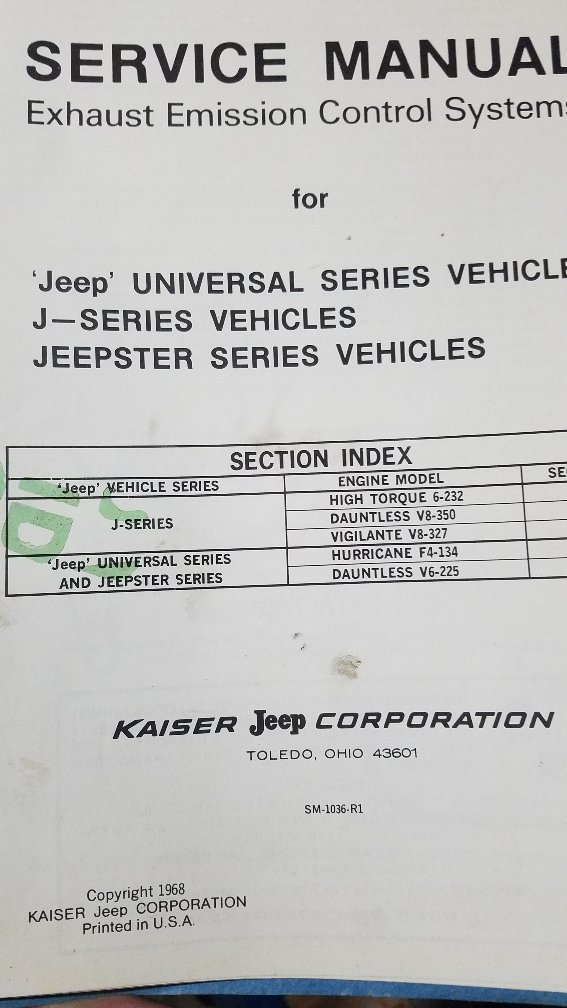 SERVICE MANUAL
Exhaust Emission Control Systems
for
‘Jeep’ UNIVERSAL SERIES VEHICLE
J—SERIES VEHICLES
JEEPSTER SERIES VEHICLES
SECTION INDEX
‘Jeep’ VEHICLE SERIES ENGINE MODEL SE
J-SERIES
HIGH TORQUE 6-232
DAUNTLESS V8-350
VIGILANTE V8-327
‘Jeep’ UNIVERSAL SERIES
AND JEEPSTER SERIES
HURRICANE F4-134
DAUNTLESS V6-225
KAISER Jeep CORPORATION
TOLEDO, OHIO 43601
SM-1036-R1
Copyright 1968
KAISER Jeep CORPORATION
Printed in U.S.A.